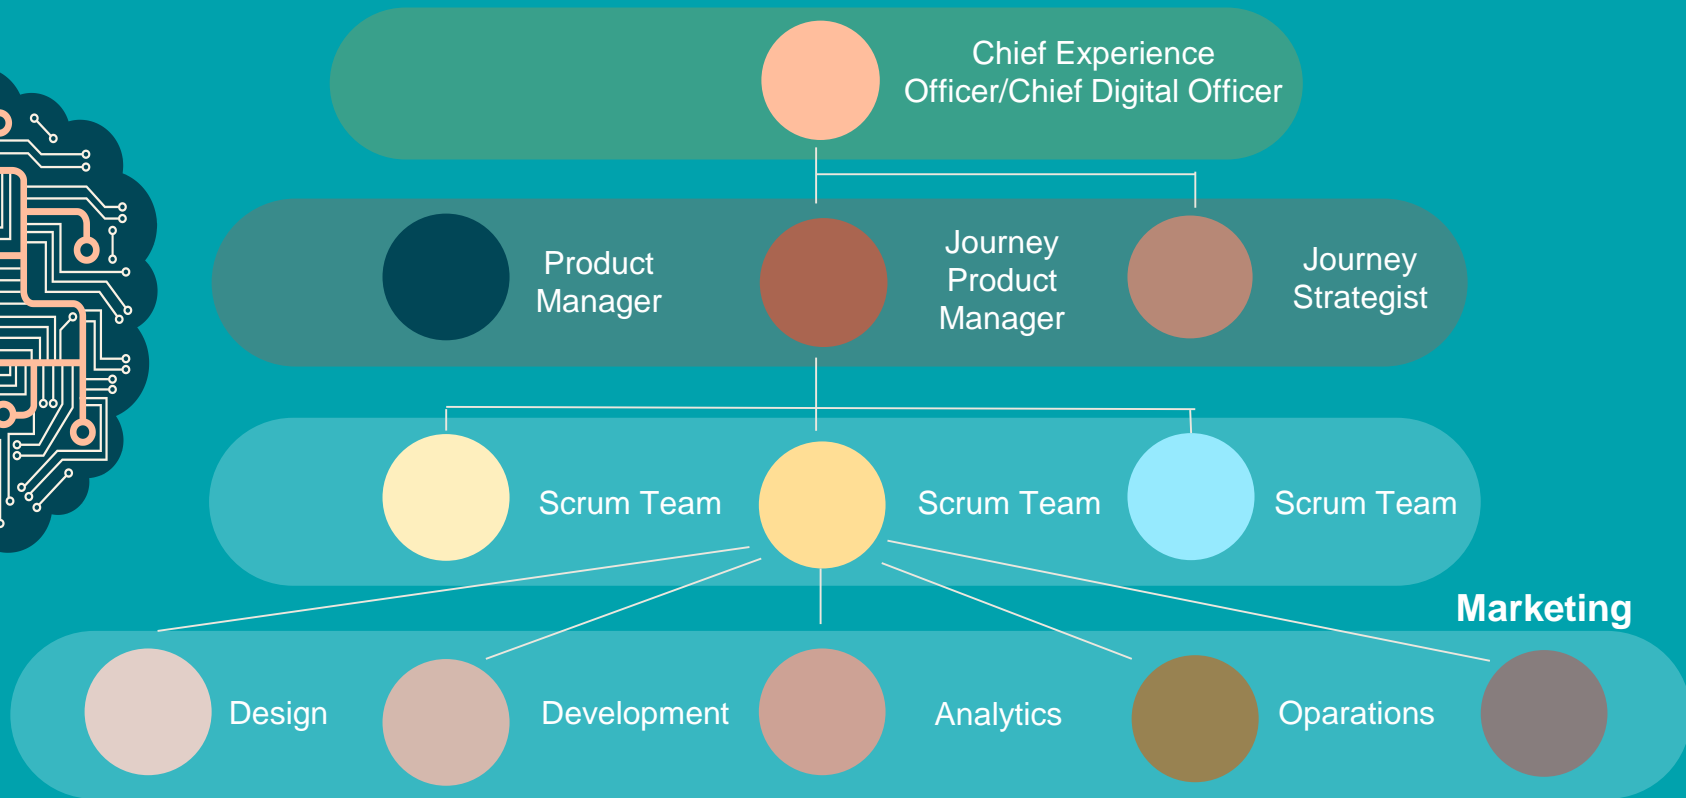 Chief Experience
Officer/Chief Digital Officer
Product
Manager
Journey
Product
Manager
Journey
Strategist
Scrum Team
Scrum Team
Scrum Team
Marketing
Design
Development
Analytics
Oparations